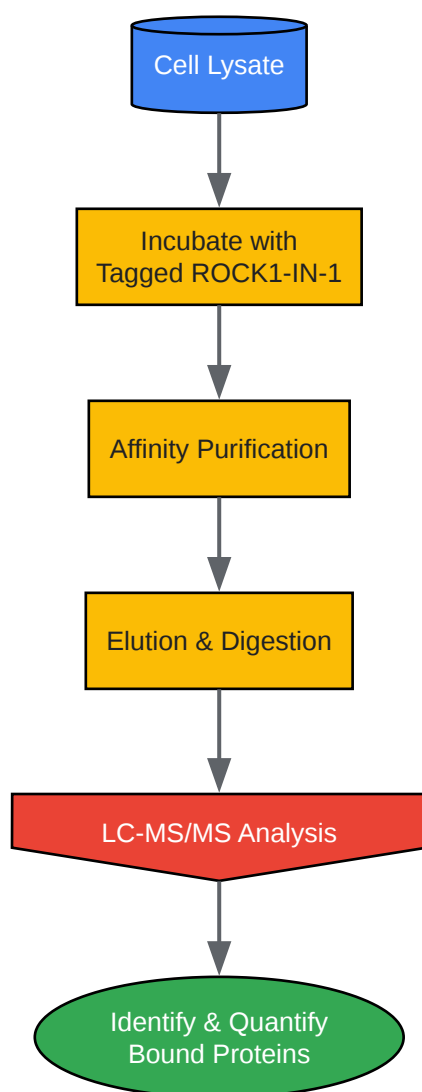 Cell Lysate
Incubate with
Tagged ROCK1-IN-1
Affinity Purification
Elution & Digestion
LC-MS/MS Analysis
Identify & Quantify
Bound Proteins